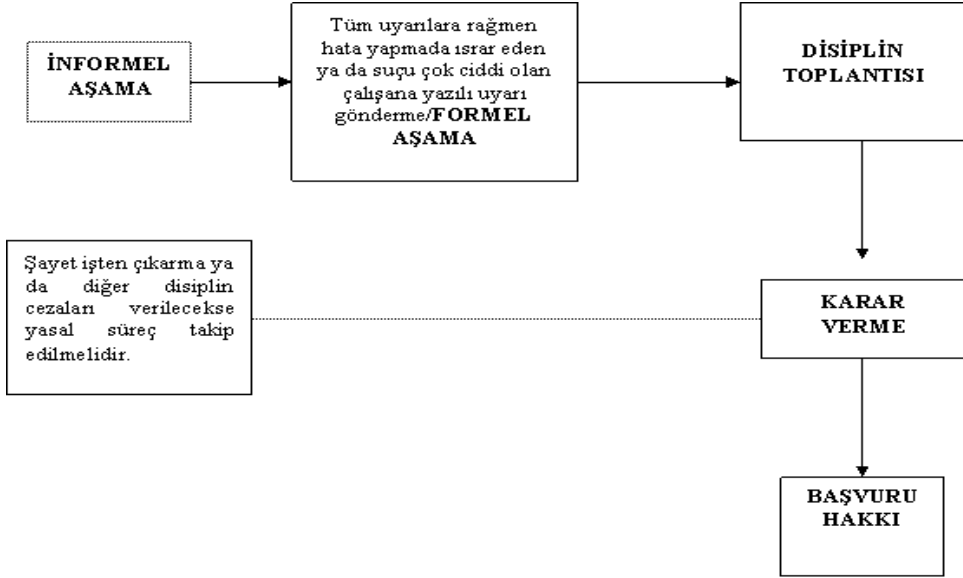 İNFORMEL
AŞAMA
Tüm uyarılara rağmen
hata yapmada ısrar eden
ya da suçu çok ciddi olan
çalışana yazılı uyarı
gönderme/FORMEL
AŞAMA
DİSİPLİN
TOPLANTISI
Şayet işten çıkarma ya
da diğer disiplin
cezaları verilecekse
yasal süreç takip
edilmelidir.
KARAR
VERME
BAŞVURU
HAKKI